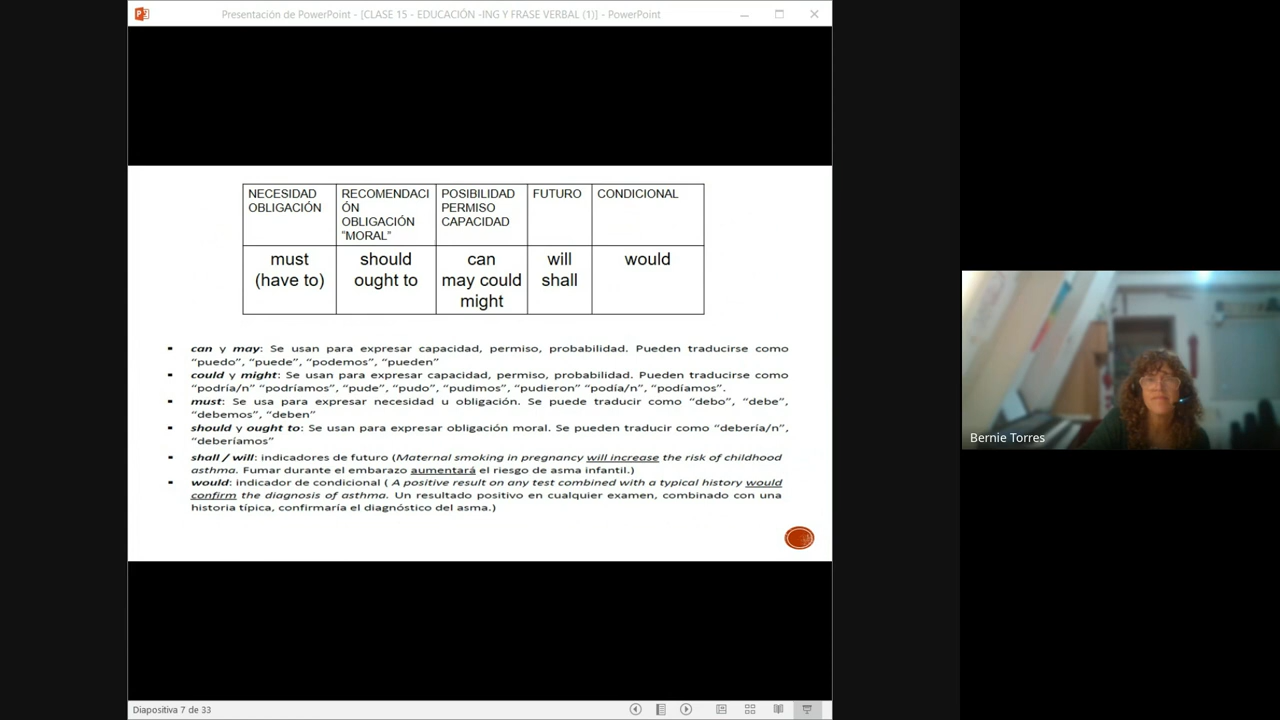 Presentación de PowerPoint - [CLASE 15 - EDUCACIÓN -ING Y FRASE VERBAL (1)] - PowerPoint
NECESIDAD
OBLIGACIÓN
RECOMENDACI
ÓN
OBLIGACIÓN
"MORAL"
POSIBILIDAD
PERMISO
CAPACIDAD
FUTURO
CONDICIONAL
must
(have to)
should
ought to
can
may could
might
will
shall
would
▪ can y may: Se usan para expresar capacidad, permiso, probabilidad. Pueden traducirse como
“puedo”, “puede”, “podemos”, “pueden”
▪ could y might: Se usan para expresar capacidad, permiso, probabilidad. Pueden traducirse como
“podría/n” “podríamos”, “pude”, “pudo”, “pudimos”, “pudieron” “podía/n”, “podíamos”.
▪ must: Se usa para expresar necesidad u obligación. Se puede traducir como “debo”, “debe”,
“debemos”, “deben”
▪ should y ought to: Se usan para expresar obligación moral. Se pueden traducir como “debería/n”,
“deberíamos”
▪ shall / will: indicadores de futuro (Maternal smoking in pregnancy will increase the risk of childhood
asthma. Fumar durante el embarazo aumentará el riesgo de asma infantil.)
▪ would: indicador de condicional ( A positive result on any test combined with a typical history would
confirm the diagnosis of asthma. Un resultado positivo en cualquier examen, combinado con una
historia típica, confirmaría el diagnóstico del asma.)
Bernie Torres
Diapositiva 7 de 33